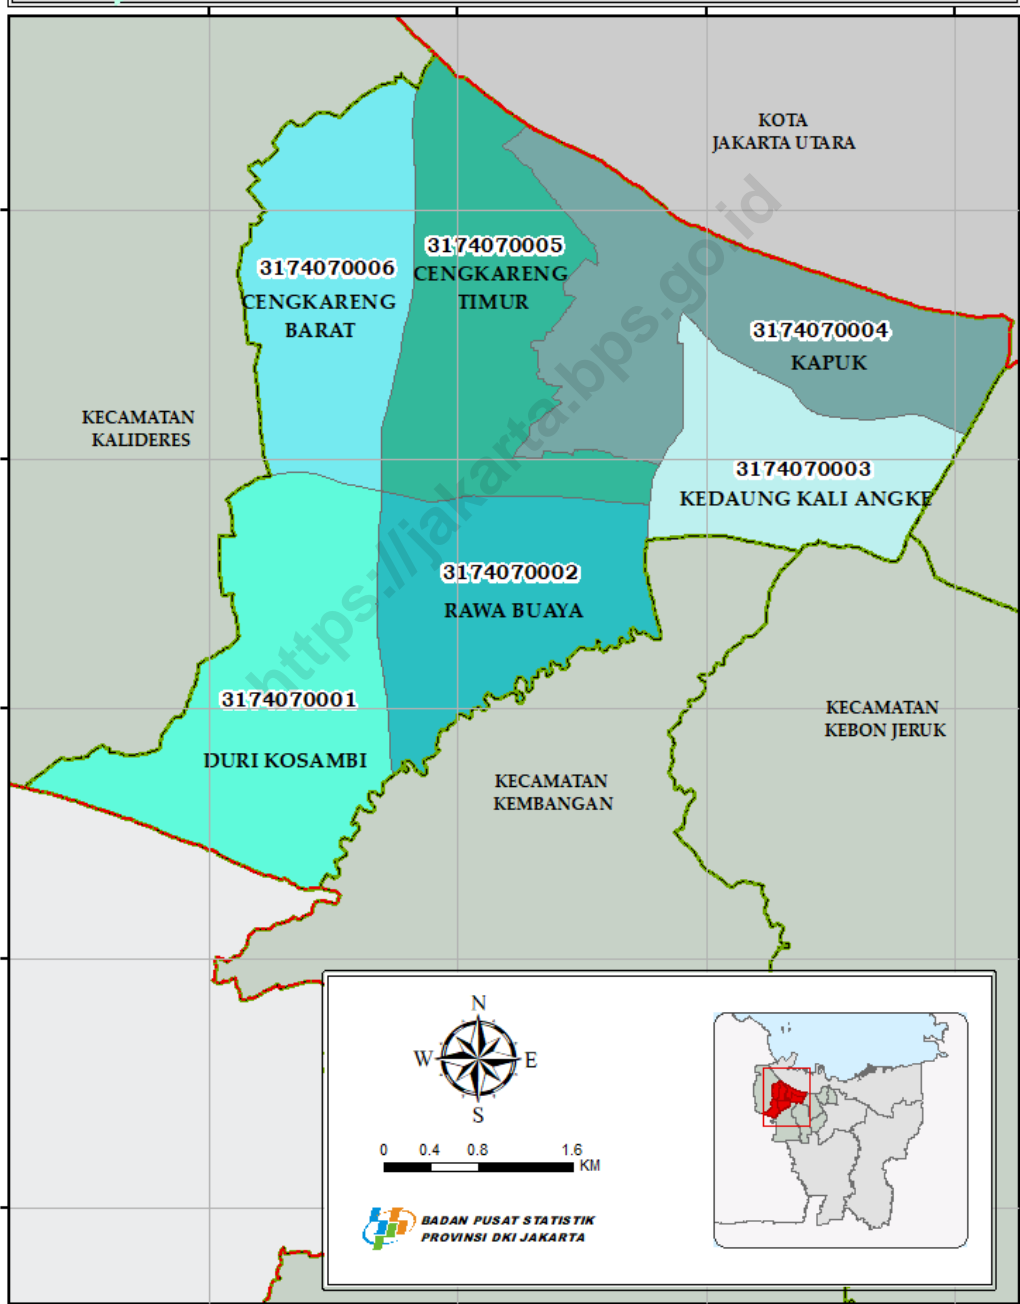 KOTA
JAKARTA UTARA
3174070005
CENGKARENG
TIMUR
3174070006
CENGKARENG
BARAT
3174070004
KAPUK
KECAMATAN
KALIDERES
3174070003
KEDAUNG KALI ANGKE
3174070002
RAWA BUAYA
3174070001
DURI KOSAMBI
KECAMATAN
KEBON JERUK
KECAMATAN
KEMBANGAN
https://jakarta.bps.go.id
N
W E
S
0 0.4 0.8 1.6
KM
BADAN PUSAT STATISTIK
PROVINSI DKI JAKARTA